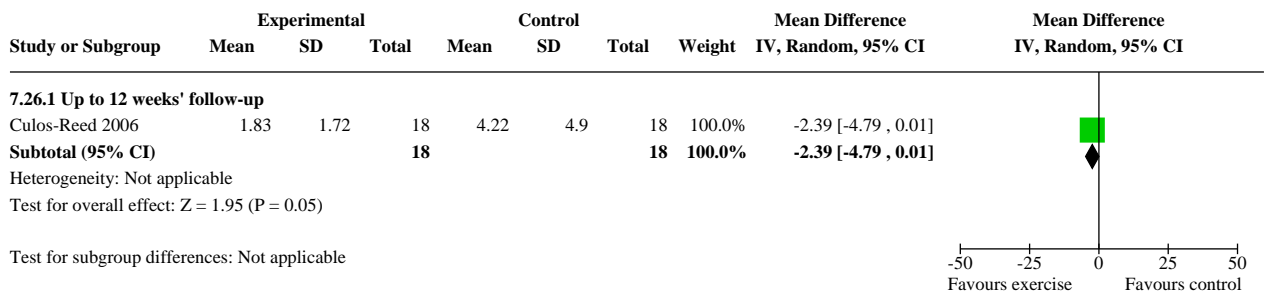 Experimental Control Mean Difference Mean Difference
Study or Subgroup Mean SD Total Mean SD Total Weight IV, Random, 95% CI IV, Random, 95% CI
7.26.1 Up to 12 weeks' follow-up
Culos-Reed 2006 1.83 1.72 18 4.22 4.9 18 100.0% -2.39 [-4.79 , 0.01]
Subtotal (95% CI) 18 18 100.0% -2.39 [-4.79 , 0.01]
Heterogeneity: Not applicable
Test for overall effect: Z = 1.95 (P = 0.05)
Test for subgroup differences: Not applicable
-50 -25 0 25 50
Favours exercise Favours control